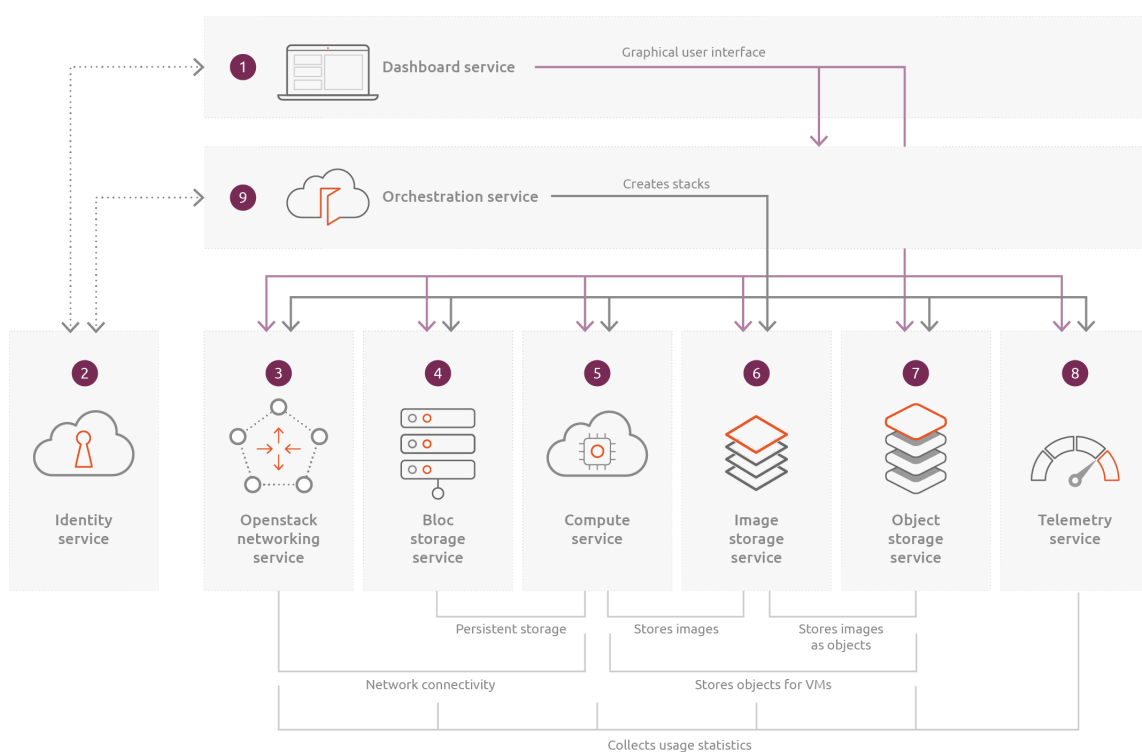 Graphical user interface
1
Dashboard service
Creates stacks
9
Orchestration service
2
3
4
5
6
7
8
Identity
service
Openstack
networking
service
Bloc
storage
service
Compute
service
Image
storage
service
Object
storage
service
Telemetry
service
Persistent storage
Stores images
Stores images
as objects
Network connectivity
Stores objects for VMs
Collects usage statistics